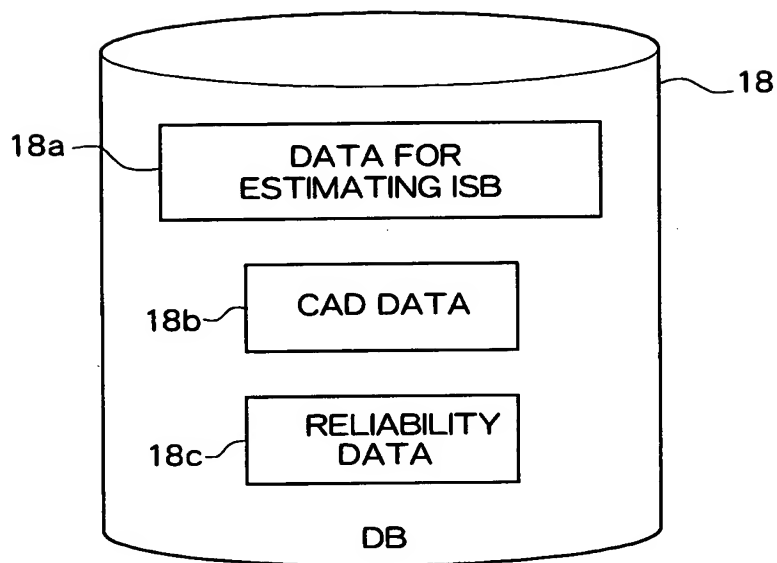 18
18a
DATA FOR
ESTIMATING ISB
18b
CAD DATA
18c
RELIABILITY
DATA
DB